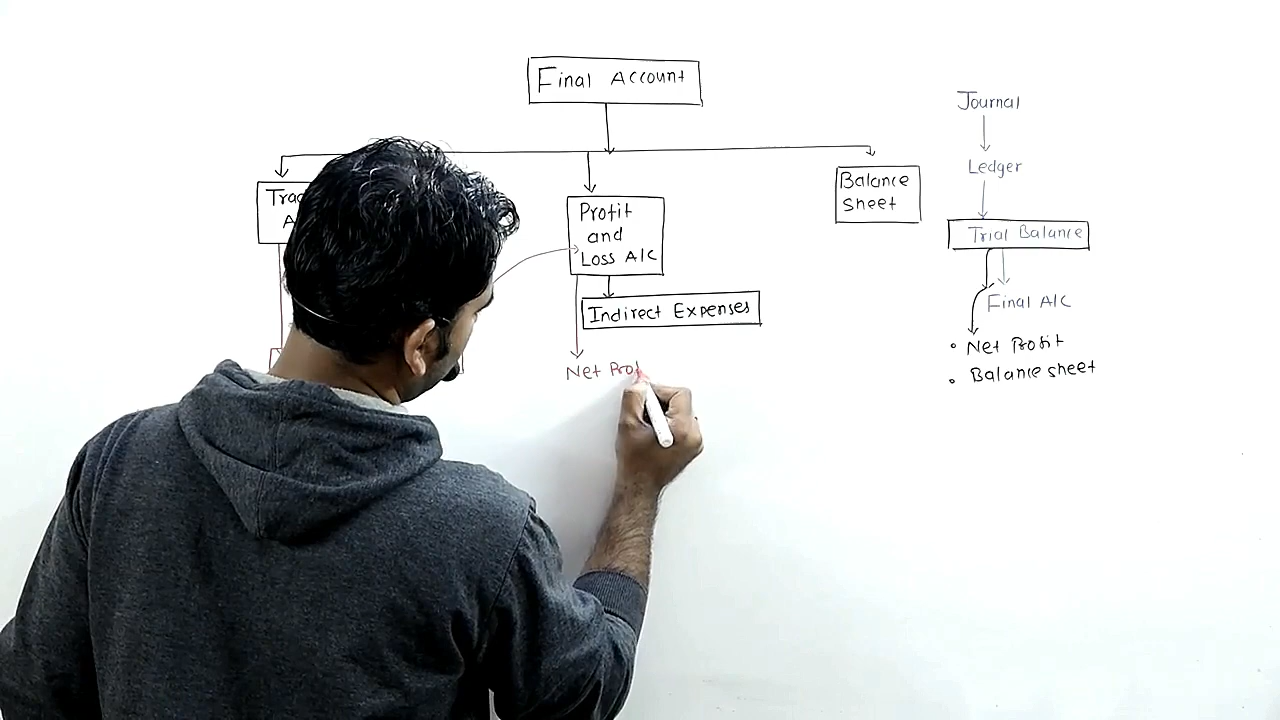 Final Account
Balance
Sheet
Profit
and
Loss A/C
Indirect Expenses
Net
Journal
Ledger
Trial Balance
Final A/C
• Net Profit
• Balance sheet